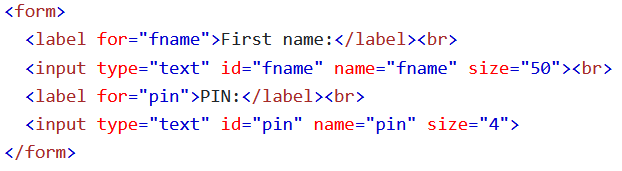 <form>
<label for="fname">First name:</label><br>
<input type="text" id="fname" name="fname" size="50"><br>
<label for="pin">PIN:</label><br>
<input type="text" id="pin" name="pin" size="4">
</form>